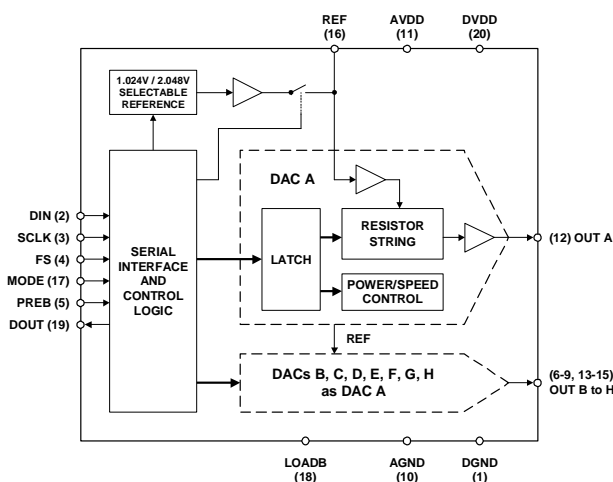 REF
(16)
AVDD
(11)
DVDD
(20)
1.024V / 2.048V
SELECTABLE
REFERENCE
DAC A
DIN (2)
SCLK (3)
FS (4)
MODE (17)
PREB (5)
DOUT (19)
SERIAL
INTERFACE
AND
CONTROL
LOGIC
LATCH
RESISTOR
STRING
POWER/SPEED
CONTROL
(12) OUT A
REF
DACs B, C, D, E, F, G, H
as DAC A
(6-9, 13-15)
OUT B to H
LOADB
(18)
AGND
(10)
DGND
(1)